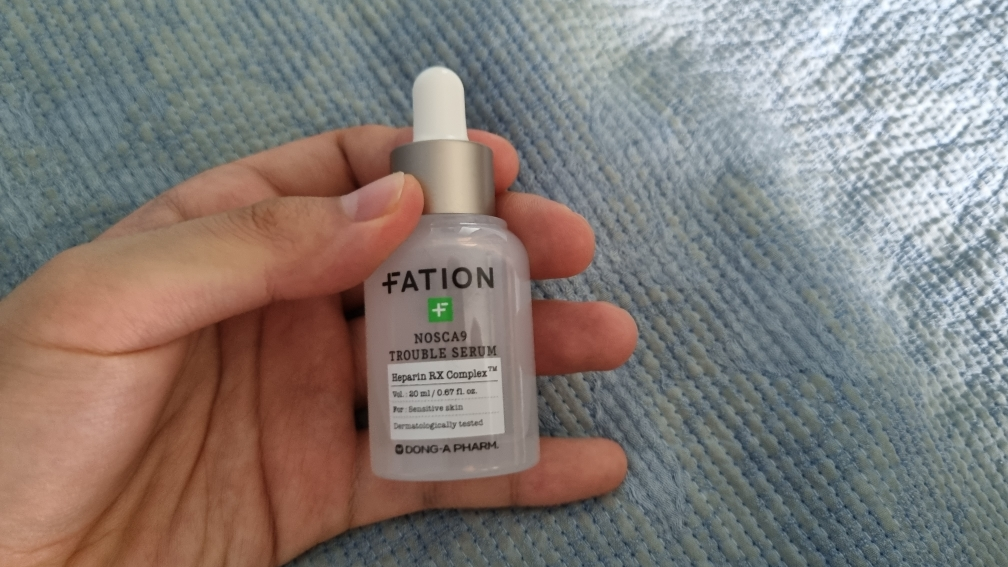 FATION
NOSCA9
TROUBLE SERUM
Heparin RX Complex™
Vol. : 20 ml / 0.67 fl. oz.
For : Sensitive skin
Dermatologically tested
DONG-A PHARM.